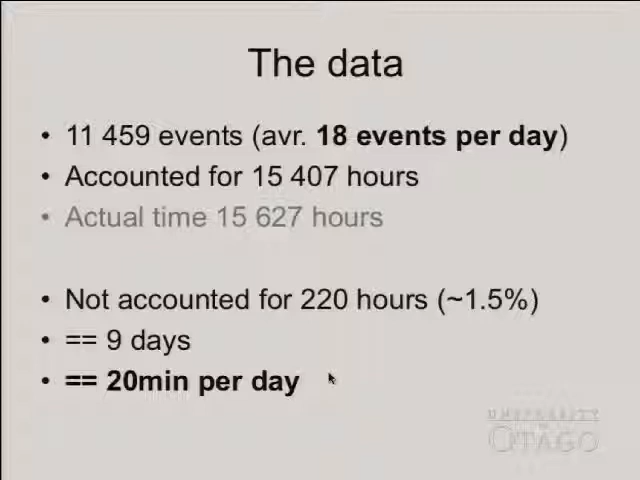 The data
• 11 459 events (avr. 18 events per day)
• Accounted for 15 407 hours
• Actual time 15 627 hours
• Not accounted for 220 hours (~1.5%)
• == 9 days
• == 20min per day
UNIVERSITY
OTAGO